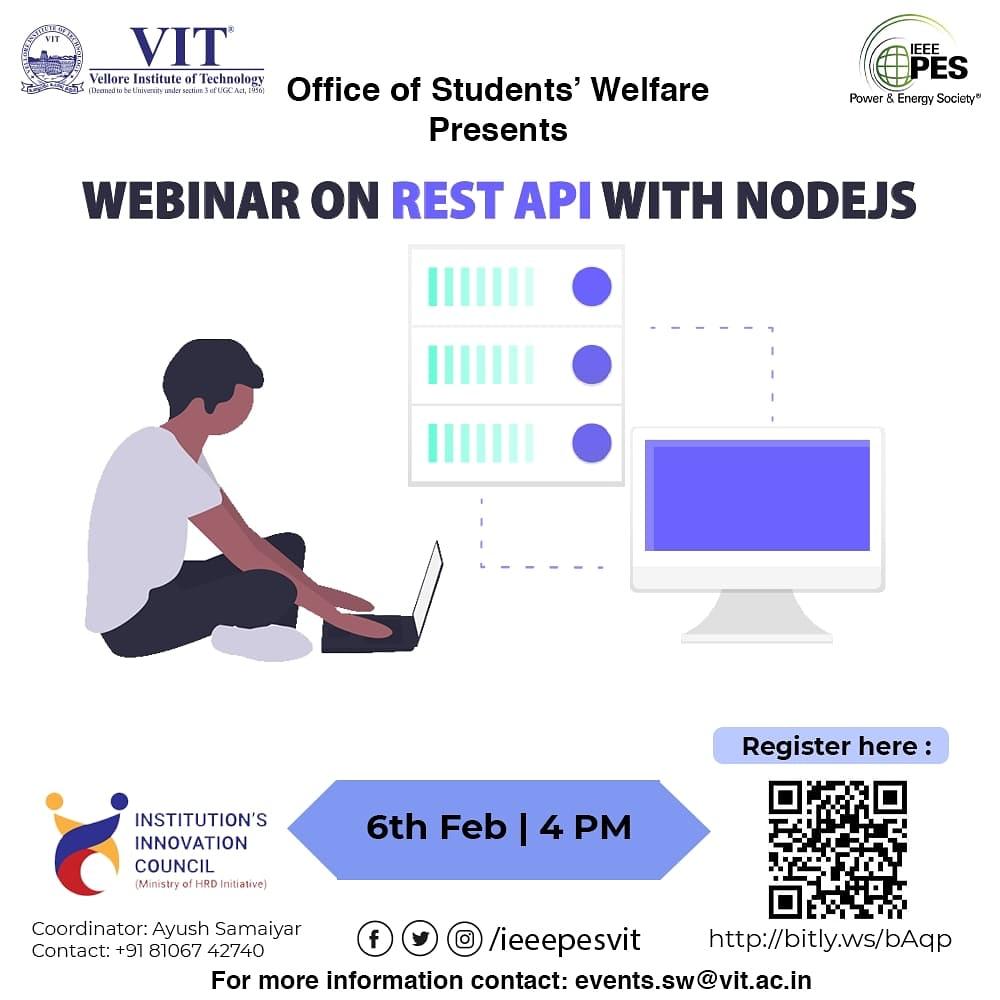 VIT®
Vellore Institute of Technology
(Deemed to be University under section 3 of UGC Act, 1956)
IEEE
PES
Power & Energy Society®
Office of Students’ Welfare
Presents
WEBINAR ON REST API WITH NODEJS
Register here :
INSTITUTION'S
INNOVATION
COUNCIL
(Ministry of HRD Initiative)
6th Feb | 4 PM
Coordinator: Ayush Samaiyar
Contact: +91 81067 42740
/ieeepesvit
http://bitly.ws/bAqp
For more information contact: events.sw@vit.ac.in